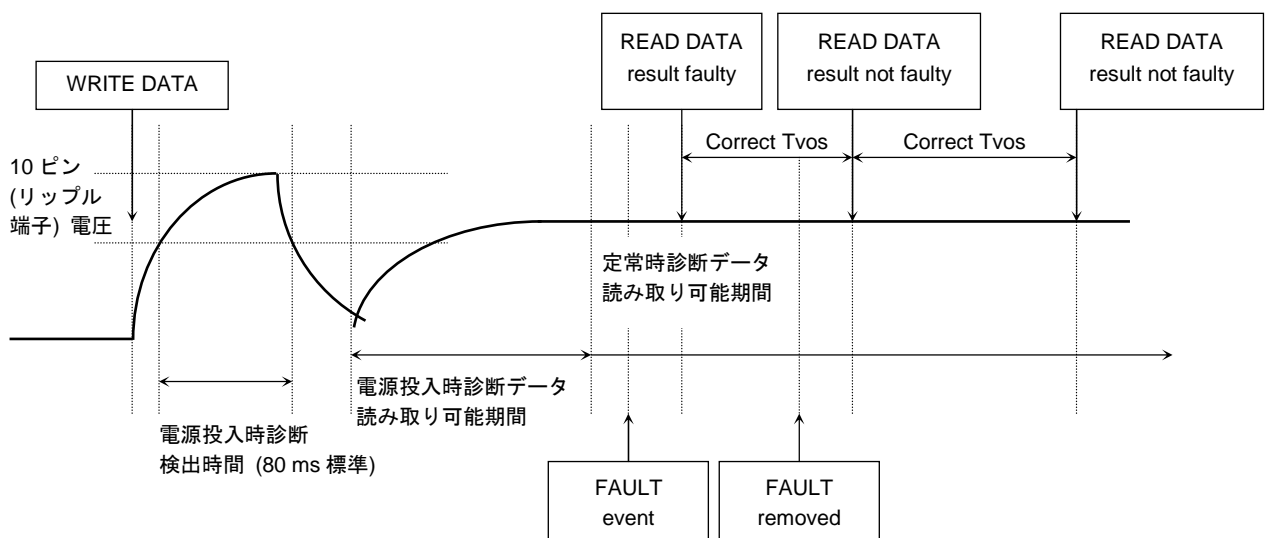 READ DATA
result faulty
READ DATA
result not faulty
READ DATA
result not faulty
WRITE DATA
Correct Tvos
Correct Tvos
10 ピン
(リップル
端子) 電圧
定常時診断データ
読み取り可能期間
電源投入時診断データ
読み取り可能期間
電源投入時診断
検出時間 (80 ms 標準)
FAULT
event
FAULT
removed